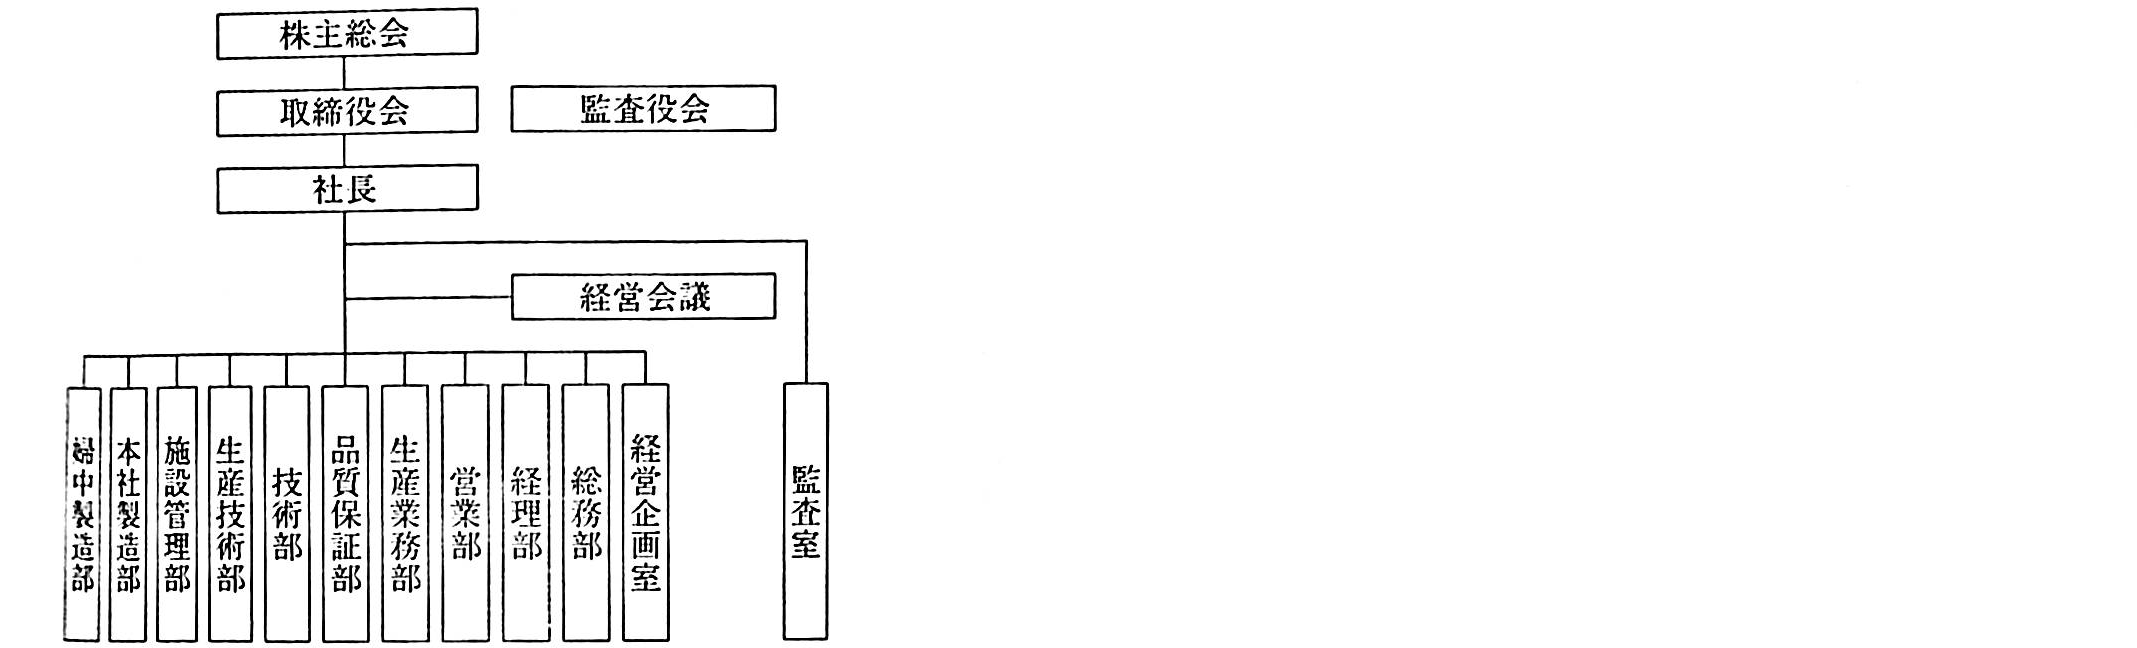 株主総会
取締役会
監査役会
社長
経営会議
婦中製造部
本社製造部
施設管理部
生産技術部
技術部
品質保証部
生産業務部
営業部
経理部
総務部
経営企画室
監査室